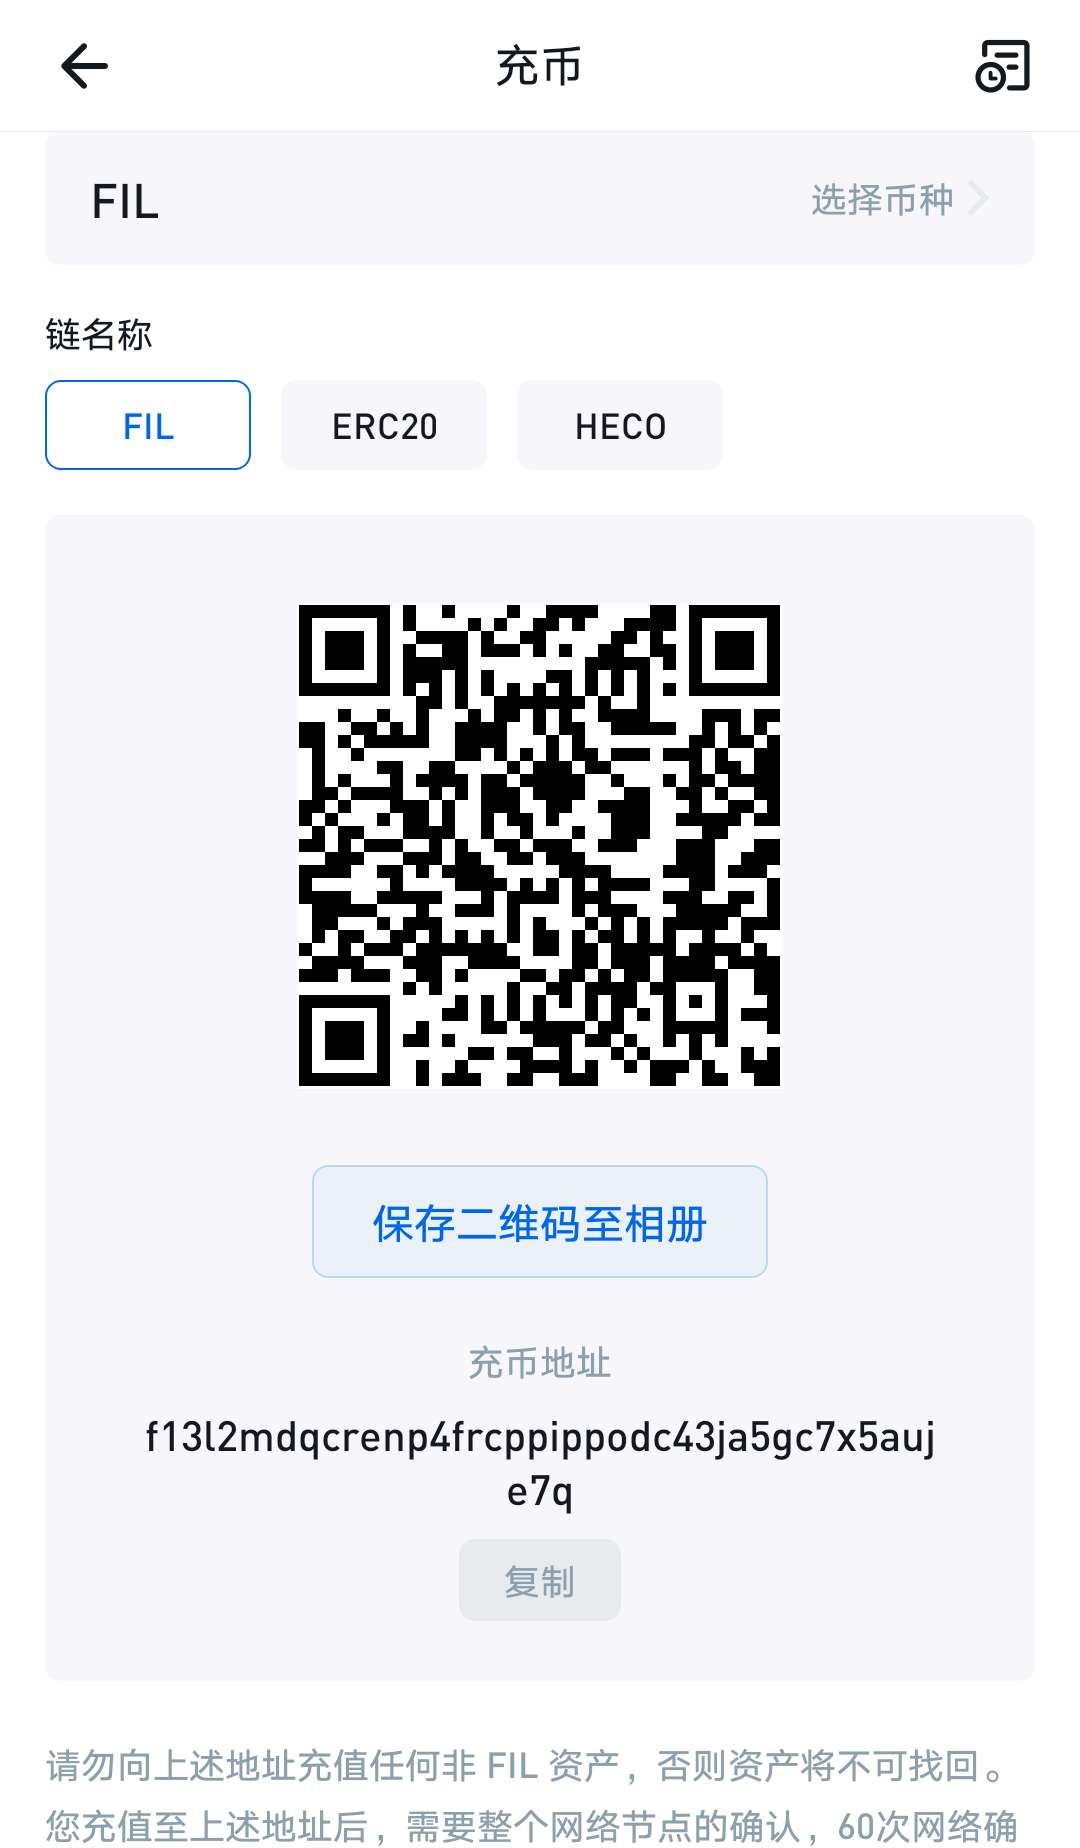 充币
FIL
选择币种
链名称
FIL
ERC20
HECO
保存二维码至相册
充币地址
f13l2mdqcrenp4frcppippodc43ja5gc7x5auj
e7q
复制
请勿向上述地址充值任何非 FIL 资产，否则资产将不可找回。
您充值至上述地址后，需要整个网络节点的确认，60次网络确